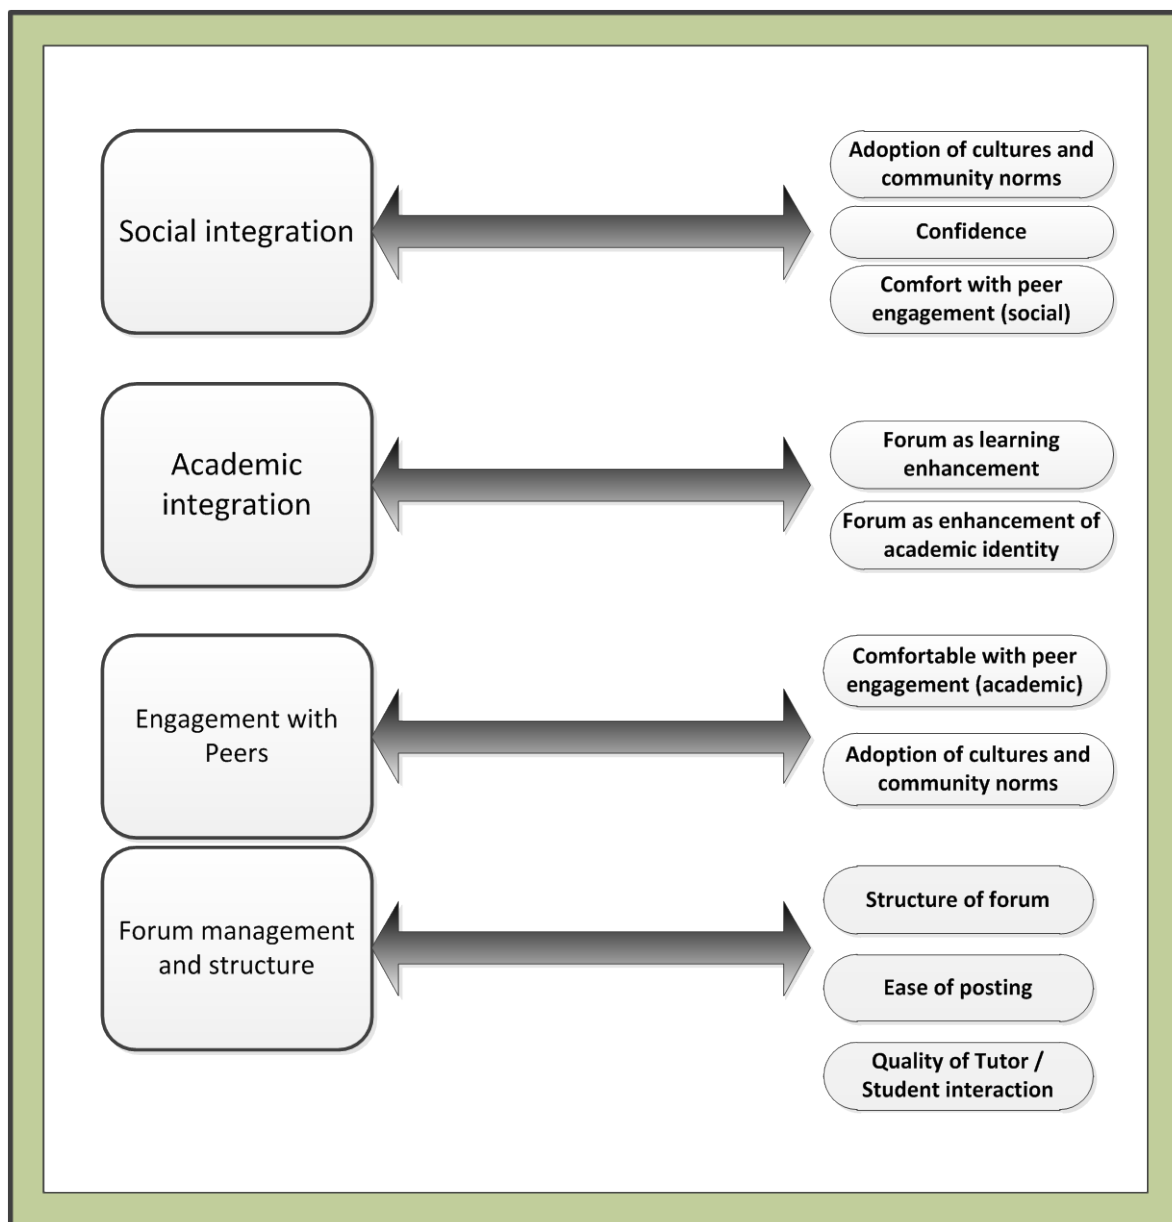 Social integration
Adoption of cultures and
community norms
Confidence
Comfort with peer
engagement (social)
Academic
integration
Forum as learning
enhancement
Forum as enhancement of
academic identity
Engagement with
Peers
Comfortable with peer
engagement (academic)
Adoption of cultures and
community norms
Forum management
and structure
Structure of forum
Ease of posting
Quality of Tutor /
Student interaction